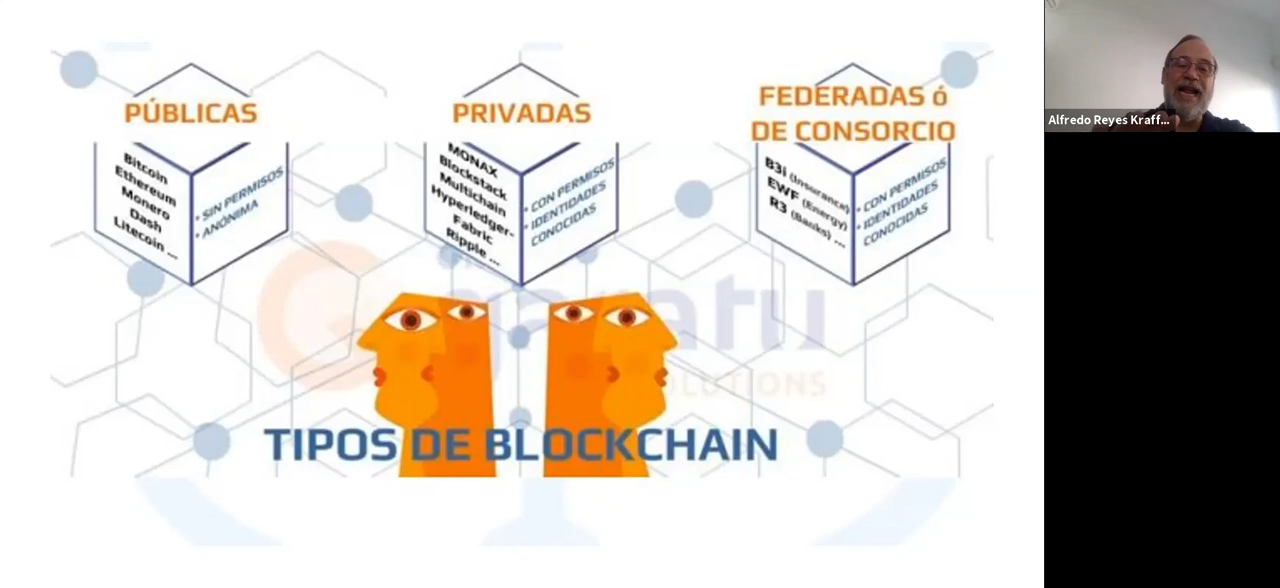 PÚBLICAS
Bitcoin
Ethereum
Monero
Dash
Litecoin ...
• SIN PERMISOS
• ANÓNIMA
PRIVADAS
MONAX
Blockstack
Multichain
Hyperledger-
Fabric
Ripple ...
• CON PERMISOS
• IDENTIDADES
CONOCIDAS
FEDERADAS ó
DE CONSORCIO
B3i (Insurance)
EWF (Energy)
R3 (Banks) ...
• CON PERMISOS
• IDENTIDADES
CONOCIDAS
TIPOS DE BLOCKCHAIN
Alfredo Reyes Kraff...